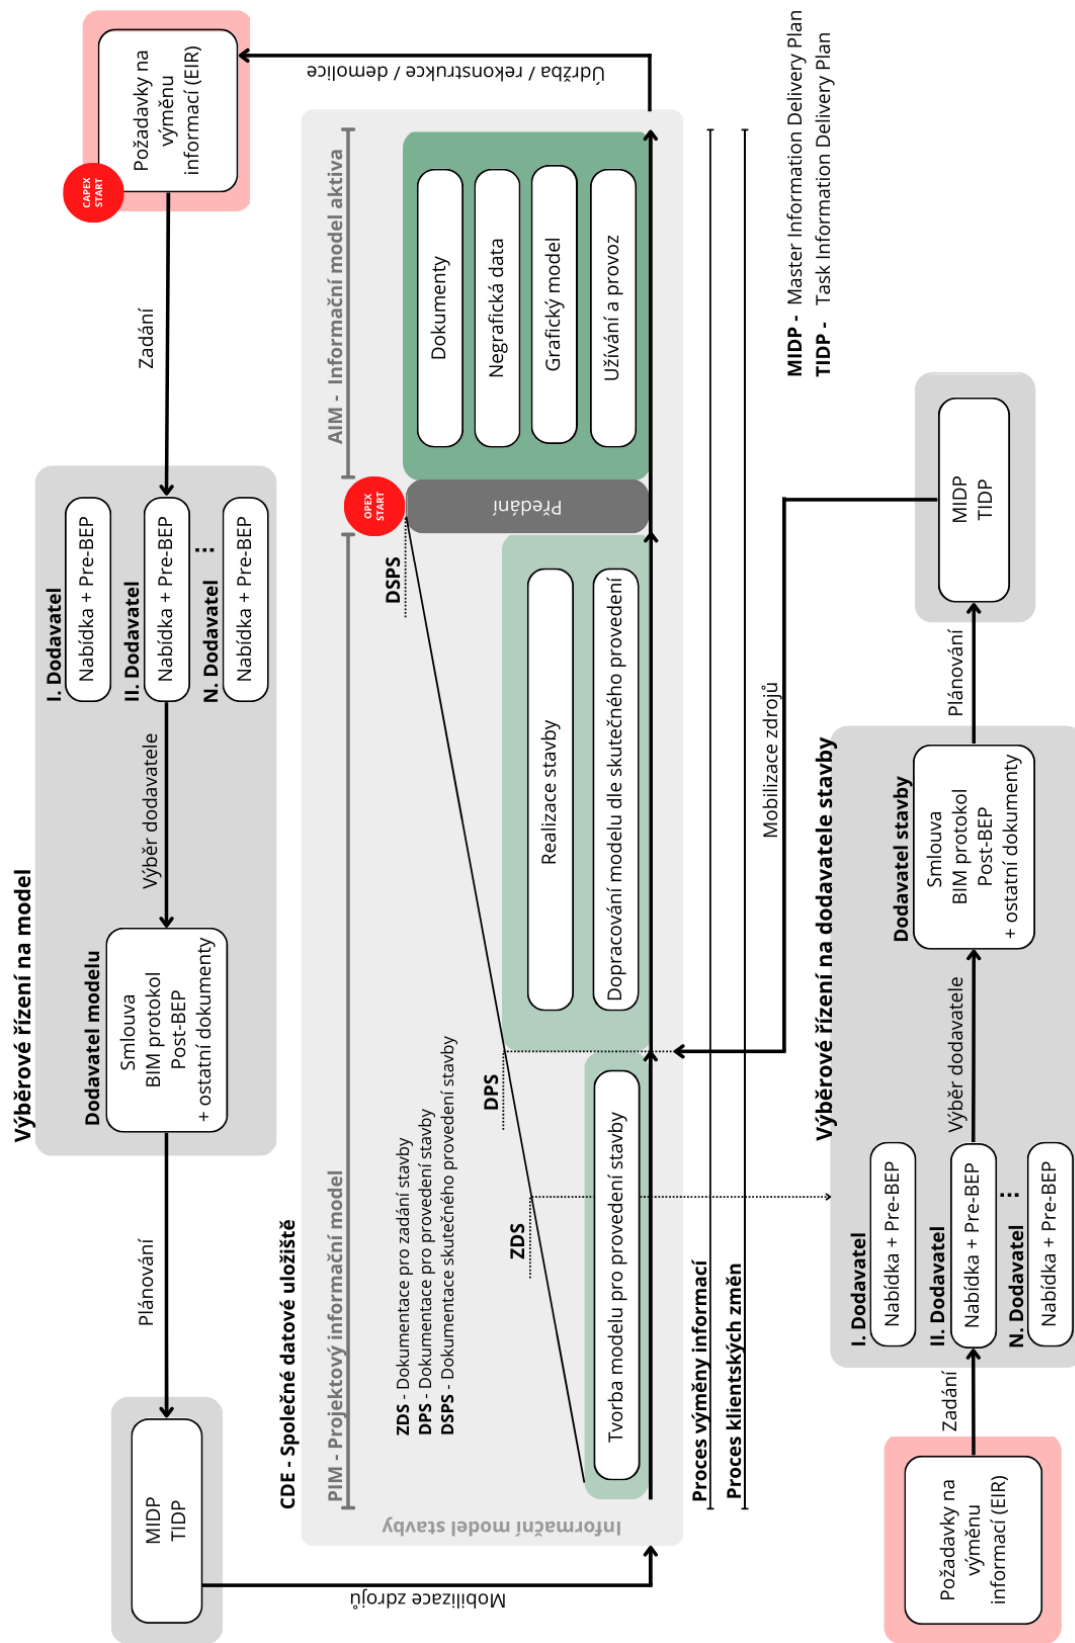 Výběrové řízení na model
MIDP
TIDP
Plánování
Dodavatel modelu
Smlouva
BIM protokol
Post-BEP
+ ostatní dokumenty
Výběr dodavatele
I. Dodavatel
Nabídka + Pre-BEP
II. Dodavatel
Nabídka + Pre-BEP
N. Dodavatel
...
Nabídka + Pre-BEP
Zadání
CAPEX
START
Požadavky na
výměnu
informací (EIR)
Mobilizace zdrojů
Údržba / rekonstrukce / demolice
CDE - Společné datové uložiště
Informační model stavby
PIM - Projektový informační model
AIM - Informační model aktiva
ZDS - Dokumentace pro zadání stavby
DPS - Dokumentace pro provedení stavby
DSPS - Dokumentace skutečného provedení stavby
ZDS
DPS
DSPS
OPEX
START
Tvorba modelu pro provedení stavby
Realizace stavby
Dopracování modelu dle skutečného provedení
Předání
Dokumenty
Negrafická data
Grafický model
Užívání a provoz
Proces výměny informací
Proces klientských změn
Mobilizace zdrojů
MIDP - Master Information Delivery Plan
TIDP - Task Information Delivery Plan
Výběrové řízení na dodavatele stavby
Požadavky na
výměnu
informací (EIR)
Zadání
I. Dodavatel
Nabídka + Pre-BEP
II. Dodavatel
Nabídka + Pre-BEP
N. Dodavatel
...
Nabídka + Pre-BEP
Výběr dodavatele
Dodavatel stavby
Smlouva
BIM protokol
Post-BEP
+ ostatní dokumenty
Plánování
MIDP
TIDP